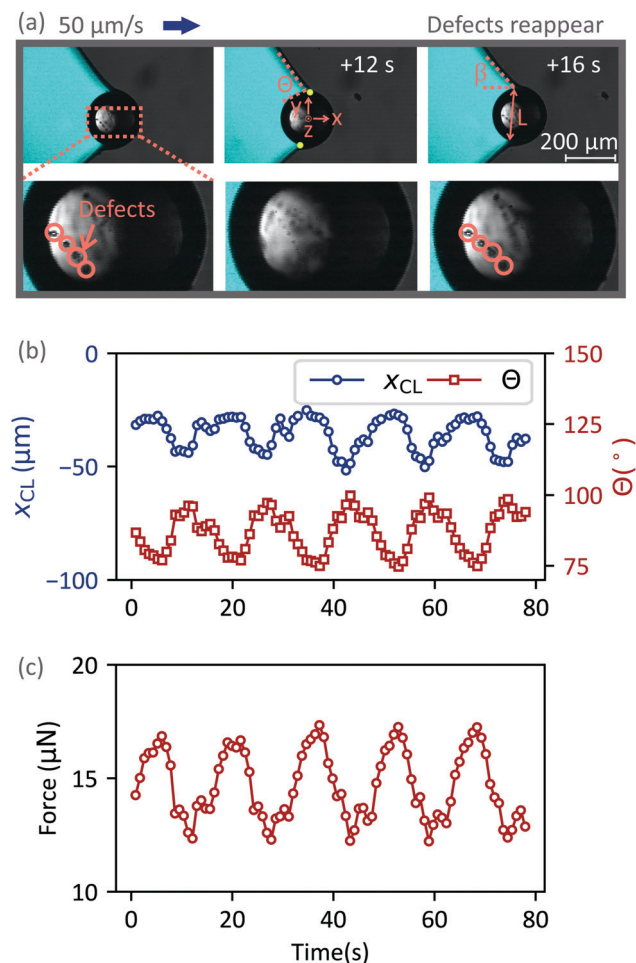 (a) 50 μm/s Defects reappear
+12 s
+16 s
Θ
y
x
z
β
L
200 μm
Defects
(b)
0
−50
−100
x_CL (μm)
x_CL Θ
150
125
100
75
Θ(°)
0 20 40 60 80
(c)
20
15
10
Force (μN)
0 20 40 60 80
Time(s)